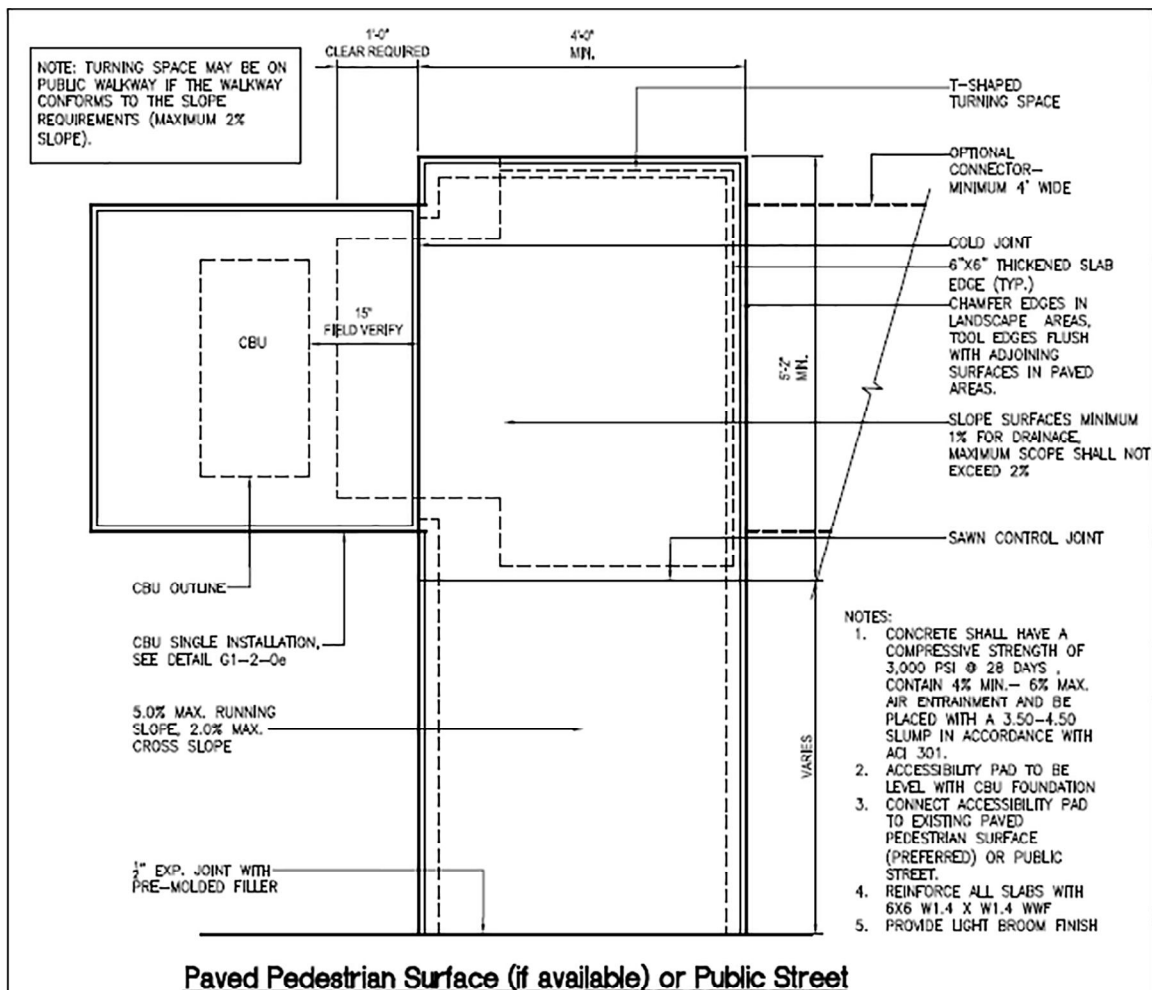 1'-0"
CLEAR REQUIRED
4'-0"
MIN.
NOTE: TURNING SPACE MAY BE ON
PUBLIC WALKWAY IF THE WALKWAY
CONFORMS TO THE SLOPE
REQUIREMENTS (MAXIMUM 2%
SLOPE).
T-SHAPED
TURNING SPACE
OPTIONAL
CONNECTOR-
MINIMUM 4' WIDE
COLD JOINT
6"X6" THICKENED SLAB
EDGE (TYP.)
CHAMFER EDGES IN
LANDSCAPE AREAS,
TOOL EDGES FLUSH
WITH ADJOINING
SURFACES IN PAVED
AREAS.
15"
FIELD VERIFY
CBU
MIN.
SLOPE SURFACES MINIMUM
1% FOR DRAINAGE,
MAXIMUM SCOPE SHALL NOT
EXCEED 2%
SAWN CONTROL JOINT
CBU OUTLINE
CBU SINGLE INSTALLATION,
SEE DETAIL G1-2-0e
5.0% MAX. RUNNING
SLOPE, 2.0% MAX.
CROSS SLOPE
VARIES
½" EXP. JOINT WITH
PRE-MOLDED FILLER
NOTES:
1. CONCRETE SHALL HAVE A
COMPRESSIVE STRENGTH OF
3,000 PSI @ 28 DAYS ,
CONTAIN 4% MIN.- 6% MAX.
AIR ENTRAINMENT AND BE
PLACED WITH A 3.50-4.50
SLUMP IN ACCORDANCE WITH
ACI 301.
2. ACCESSIBILITY PAD TO BE
LEVEL WITH CBU FOUNDATION
3. CONNECT ACCESSIBILITY PAD
TO EXISTING PAVED
PEDESTRIAN SURFACE
(PREFERRED) OR PUBLIC
STREET.
4. REINFORCE ALL SLABS WITH
6X6 W1.4 X W1.4 WWF
5. PROVIDE LIGHT BROOM FINISH
Paved Pedestrian Surface (if available) or Public Street